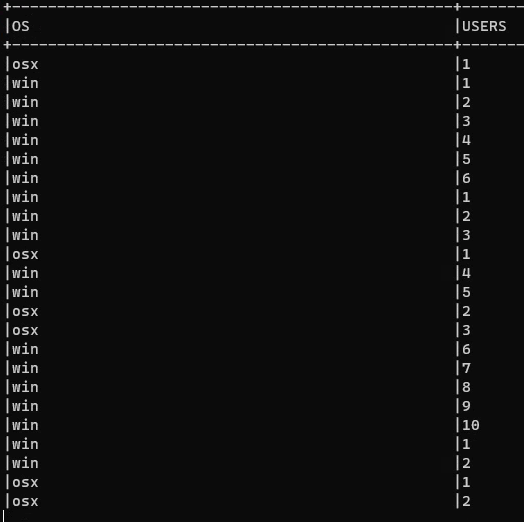 +--------------------------------------------------+-------
|OS |USERS
+--------------------------------------------------+-------
|osx |1
|win |1
|win |2
|win |3
|win |4
|win |5
|win |6
|win |1
|win |2
|win |3
|osx |1
|win |4
|win |5
|osx |2
|osx |3
|win |6
|win |7
|win |8
|win |9
|win |10
|win |1
|win |2
|osx |1
|osx |2